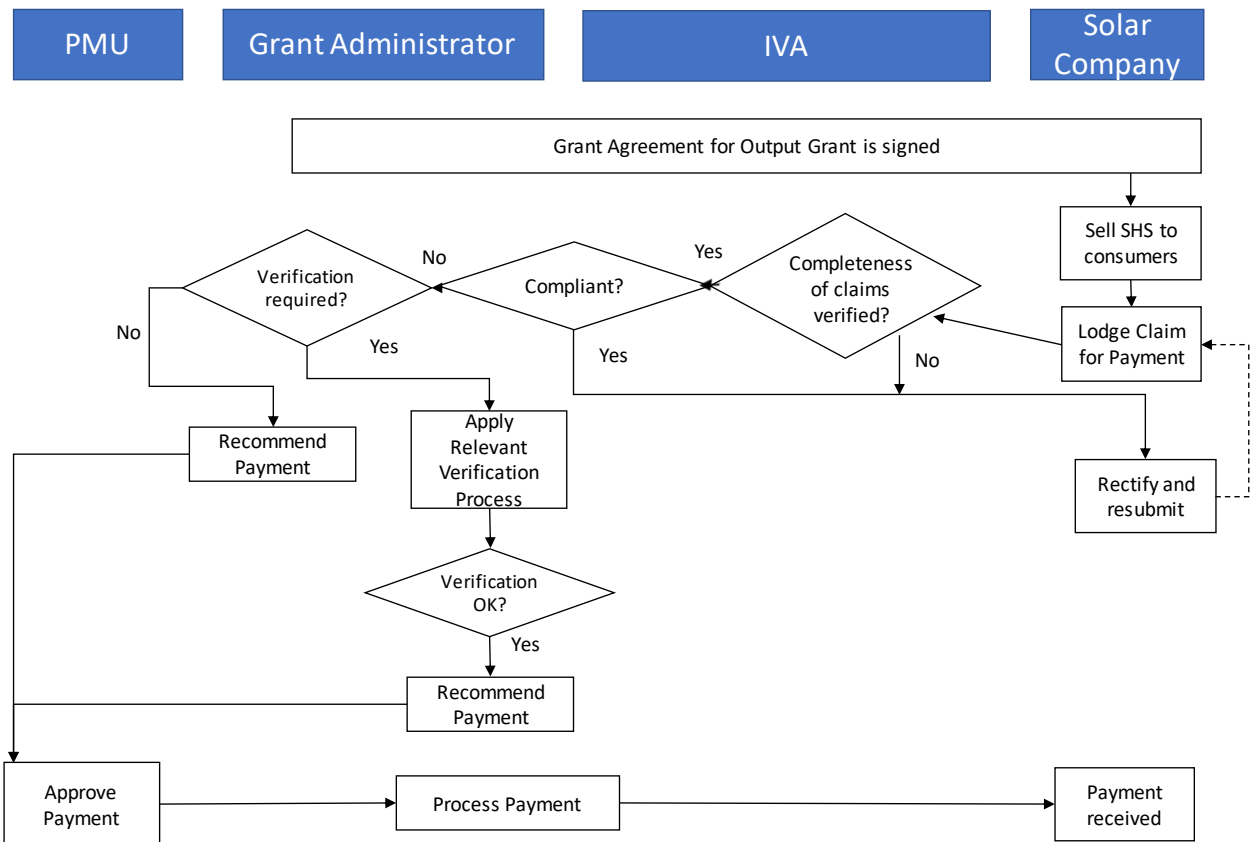 PMU
Grant Administrator
IVA
Solar
Company
Grant Agreement for Output Grant is signed
Sell SHS to
consumers
Verification
required?
No
Compliant?
Yes
Completeness
of claims
verified?
Lodge Claim
for Payment
No
Yes
Yes
No
Recommend
Payment
Apply
Relevant
Verification
Process
Rectify and
resubmit
Verification
OK?
Yes
Recommend
Payment
Approve
Payment
Process Payment
Payment
received